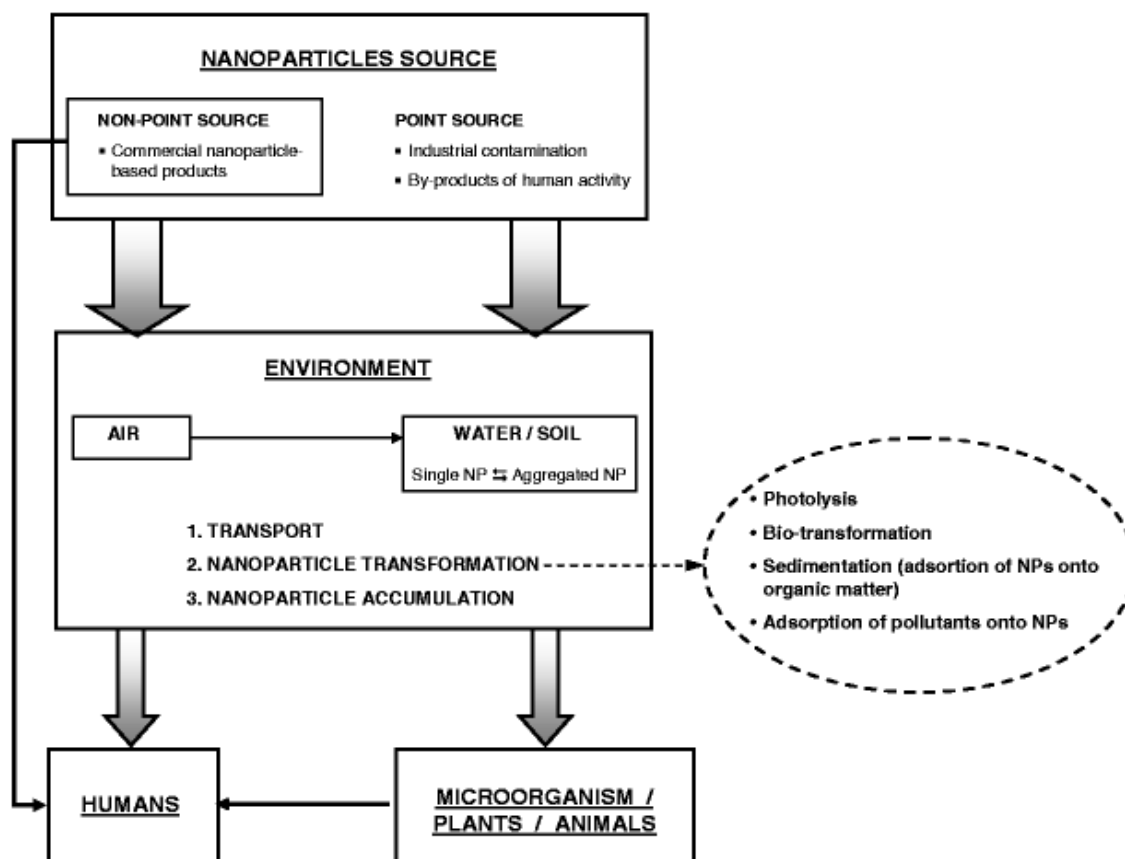 NANOPARTICLES SOURCE
NON-POINT SOURCE
▪ Commercial nanoparticle-
based products
POINT SOURCE
▪ Industrial contamination
▪ By-products of human activity
ENVIRONMENT
AIR
WATER / SOIL
Single NP ⇆ Aggregated NP
1. TRANSPORT
2. NANOPARTICLE TRANSFORMATION
3. NANOPARTICLE ACCUMULATION
• Photolysis
• Bio-transformation
• Sedimentation (adsortion of NPs onto
organic matter)
• Adsorption of pollutants onto NPs
HUMANS
MICROORGANISM /
PLANTS / ANIMALS